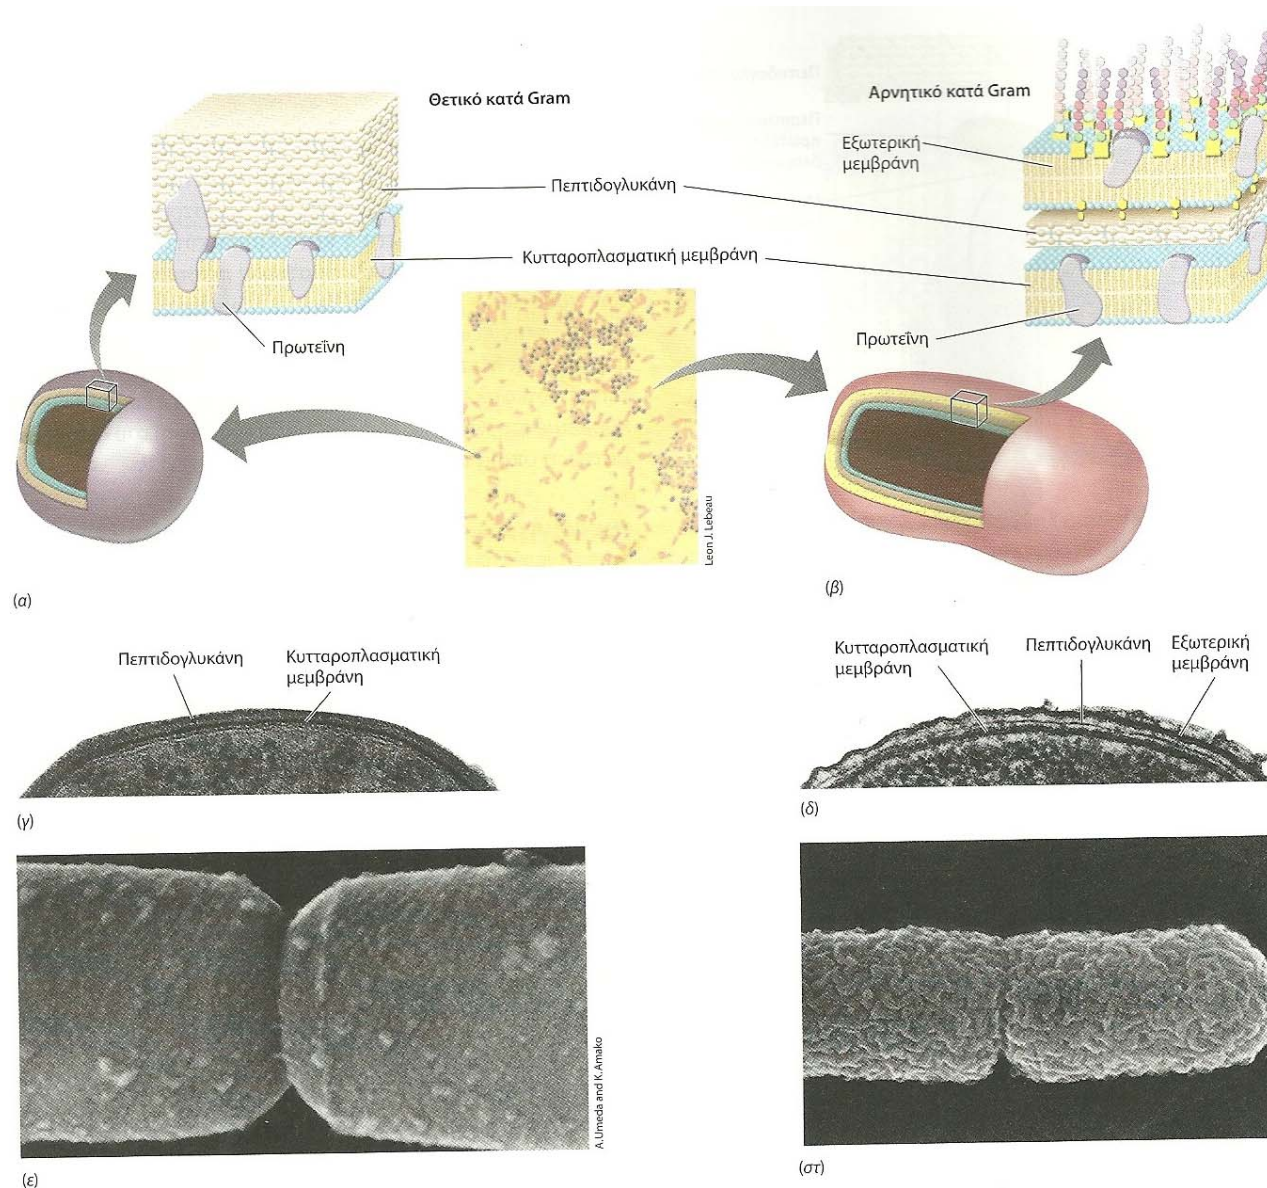 Θετικό κατά Gram
Αρνητικό κατά Gram
Εξωτερική
μεμβράνη
Πεπτιδογλυκάνη
Κυτταροπλασματική μεμβράνη
Πρωτεΐνη
Πρωτεΐνη
Leon J. Lebeau
(α)
(β)
Πεπτιδογλυκάνη
Κυτταροπλασματική
μεμβράνη
Κυτταροπλασματική
μεμβράνη
Πεπτιδογλυκάνη
Εξωτερική
μεμβράνη
(γ)
(δ)
A.Umeda and K.Amako
(ε)
(στ)